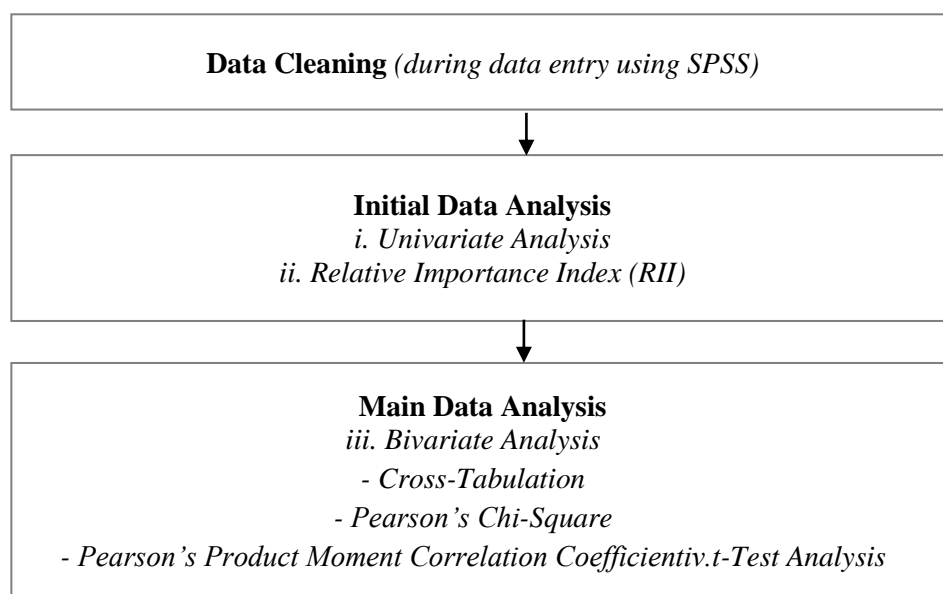 Data Cleaning (during data entry using SPSS)
Initial Data Analysis
i. Univariate Analysis
ii. Relative Importance Index (RII)
Main Data Analysis
iii. Bivariate Analysis
- Cross-Tabulation
- Pearson’s Chi-Square
- Pearson’s Product Moment Correlation Coefficientiv.t-Test Analysis